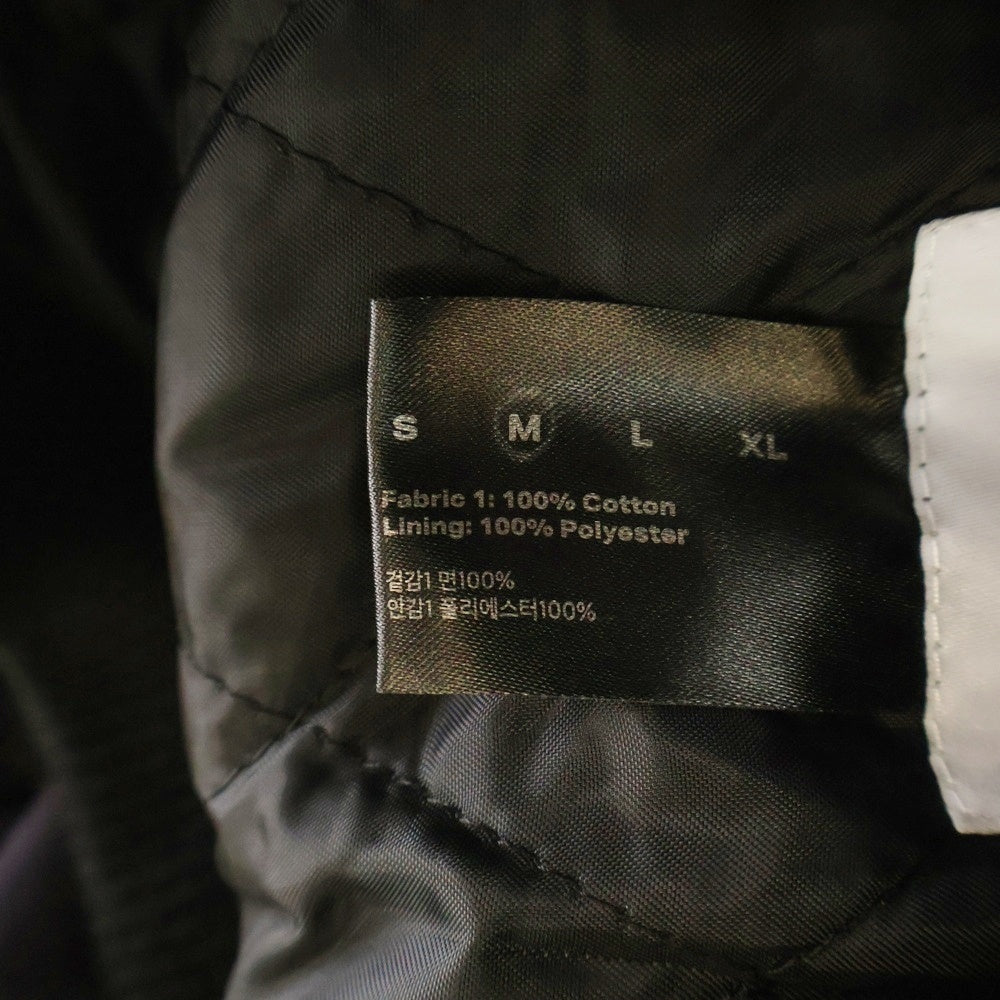 S M L XL
Fabric 1: 100% Cotton
Lining: 100% Polyester
겉감1 면100%
안감1 폴리에스터100%